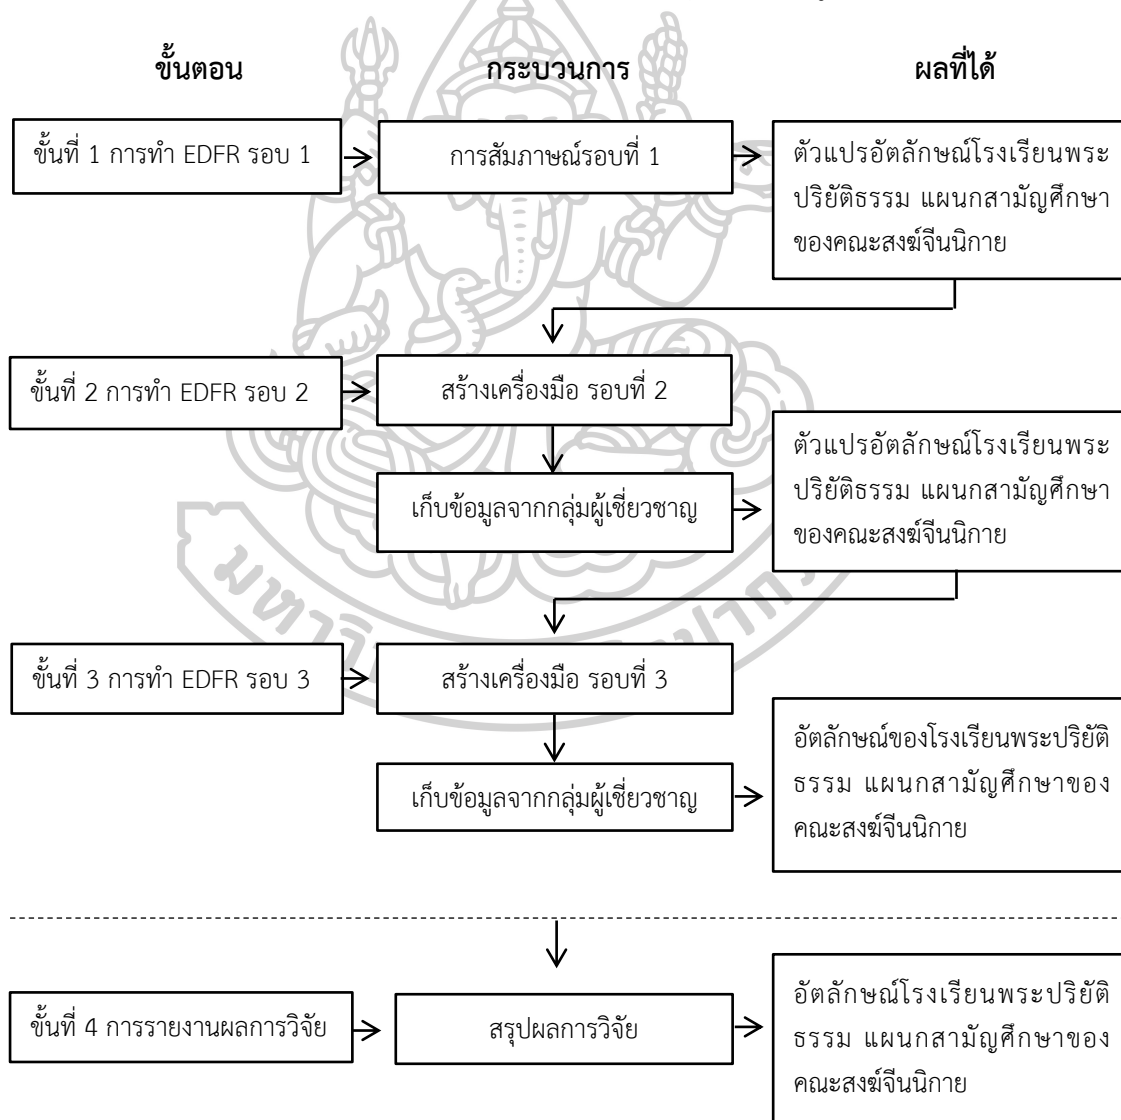 ขั้นตอน กระบวนการ ผลที่ได้
ขั้นที่ 1 การทำ EDFR รอบ 1
การสัมภาษณ์รอบที่ 1
ตัวแปรอัตลักษณ์โรงเรียนพระ
ปริยัติธรรม แผนกสามัญศึกษา
ของคณะสงฆ์จีนนิกาย
ขั้นที่ 2 การทำ EDFR รอบ 2
สร้างเครื่องมือ รอบที่ 2
เก็บข้อมูลจากกลุ่มผู้เชี่ยวชาญ
ตัวแปรอัตลักษณ์โรงเรียนพระ
ปริยัติธรรม แผนกสามัญศึกษา
ของคณะสงฆ์จีนนิกาย
ขั้นที่ 3 การทำ EDFR รอบ 3
สร้างเครื่องมือ รอบที่ 3
เก็บข้อมูลจากกลุ่มผู้เชี่ยวชาญ
อัตลักษณ์ของโรงเรียนพระปริยัติ
ธรรม แผนกสามัญศึกษาของ
คณะสงฆ์จีนนิกาย
ขั้นที่ 4 การรายงานผลการวิจัย
สรุปผลการวิจัย
อัตลักษณ์โรงเรียนพระปริยัติ
ธรรม แผนกสามัญศึกษาของ
คณะสงฆ์จีนนิกาย